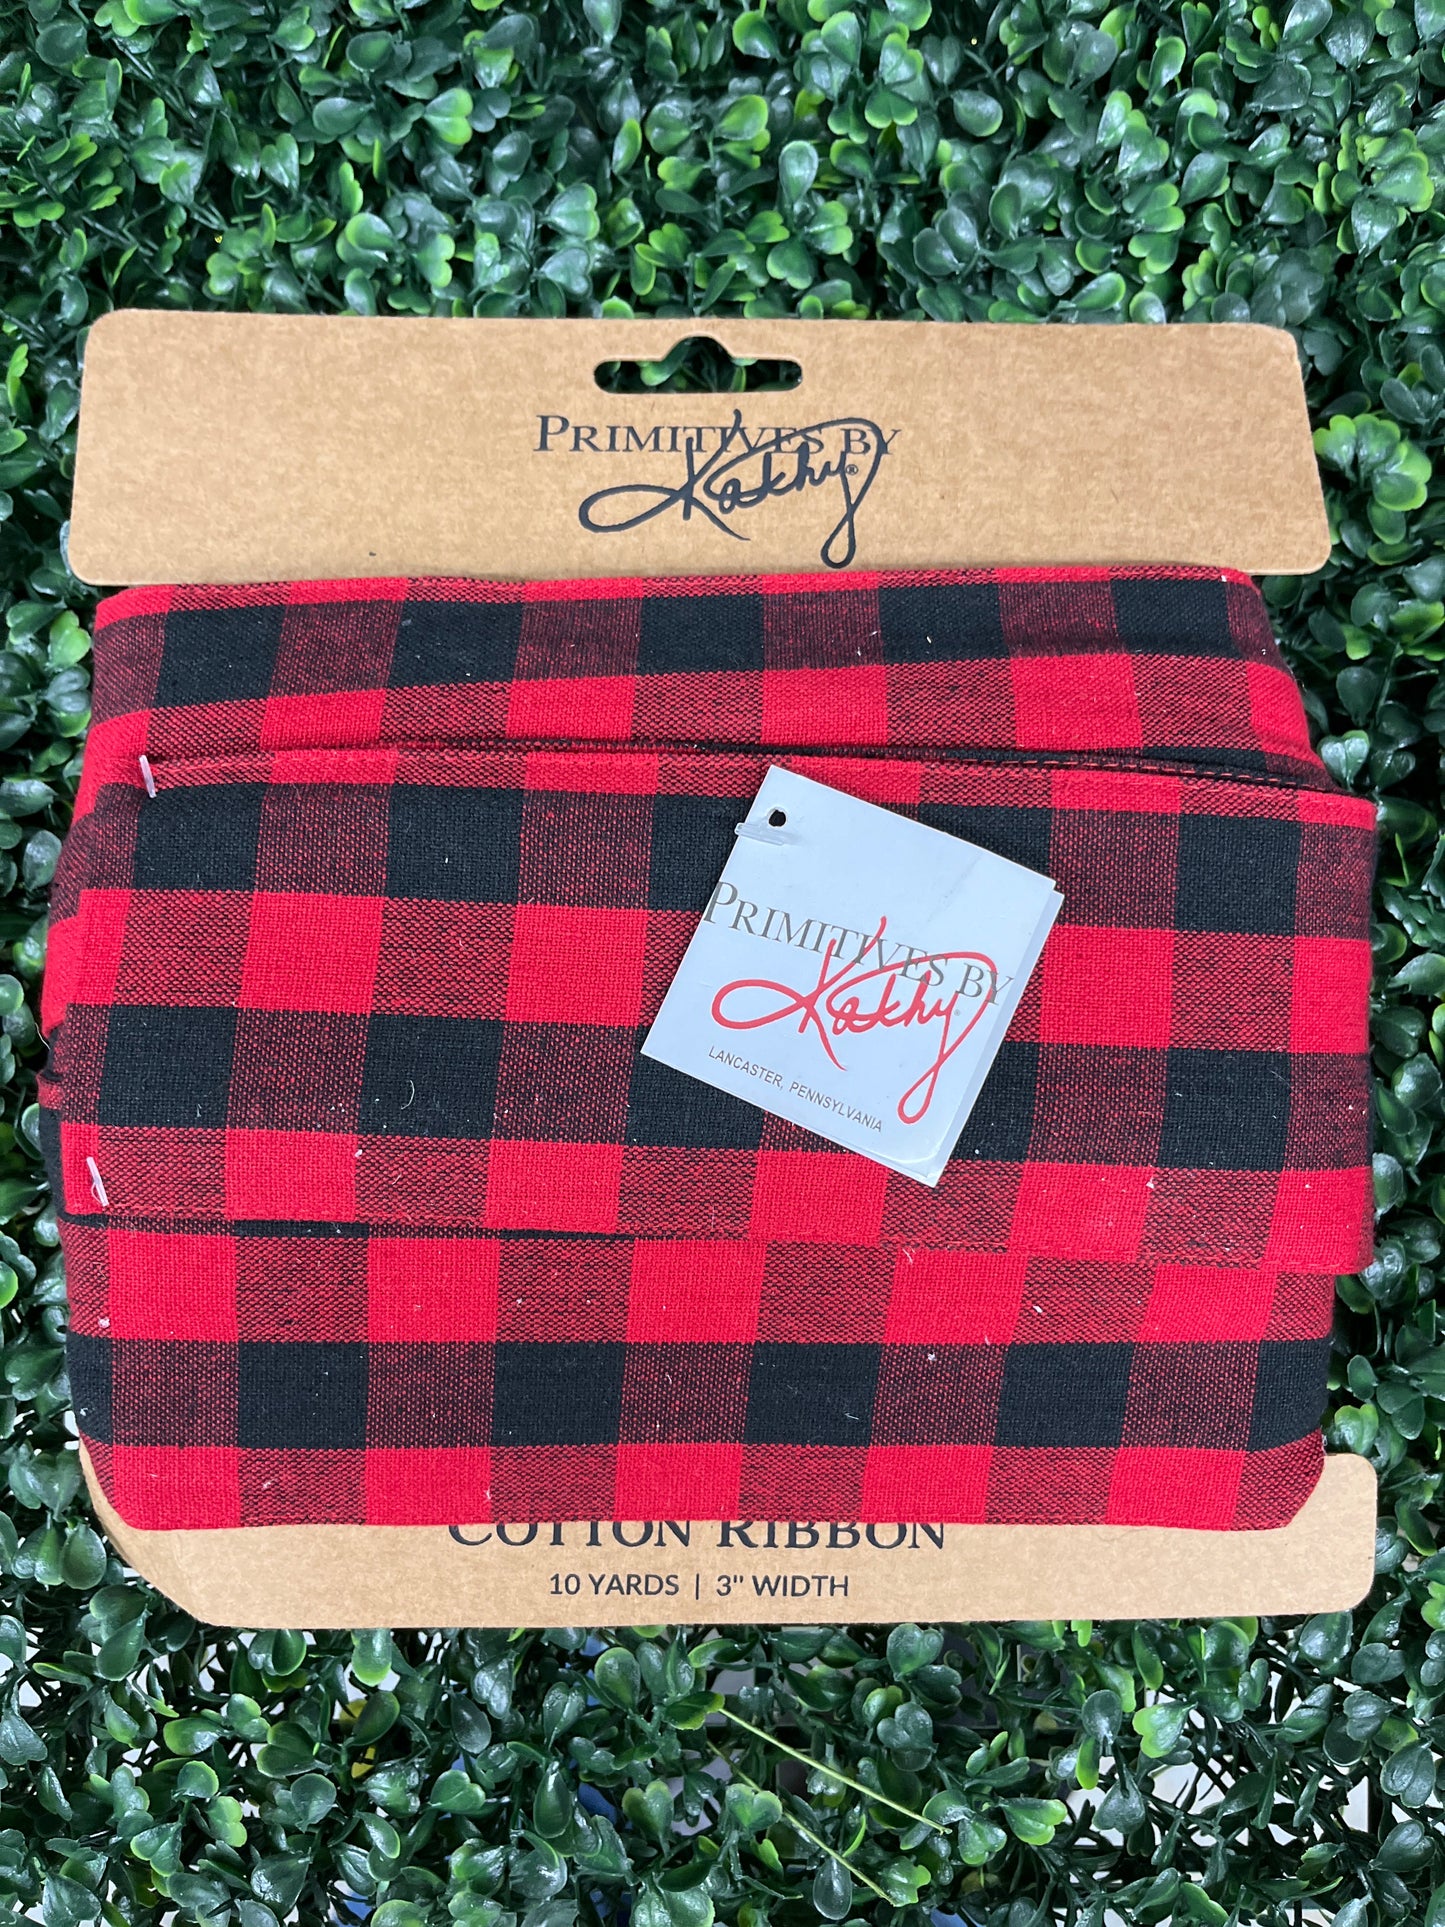 PRIMITIVES BY
Kathy®
PRIMITIVES BY
Kathy®
LANCASTER, PENNSYLVANIA
COTTON RIBBON
10 YARDS | 3" WIDTH